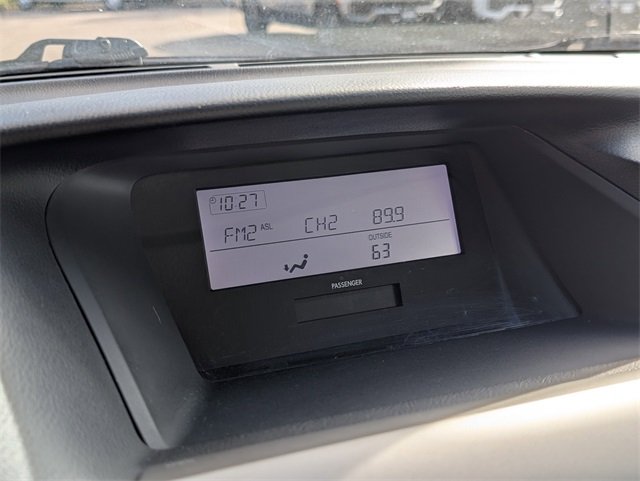 10:27
FM2 ASL CH2 89.9
OUTSIDE
63
PASSENGER